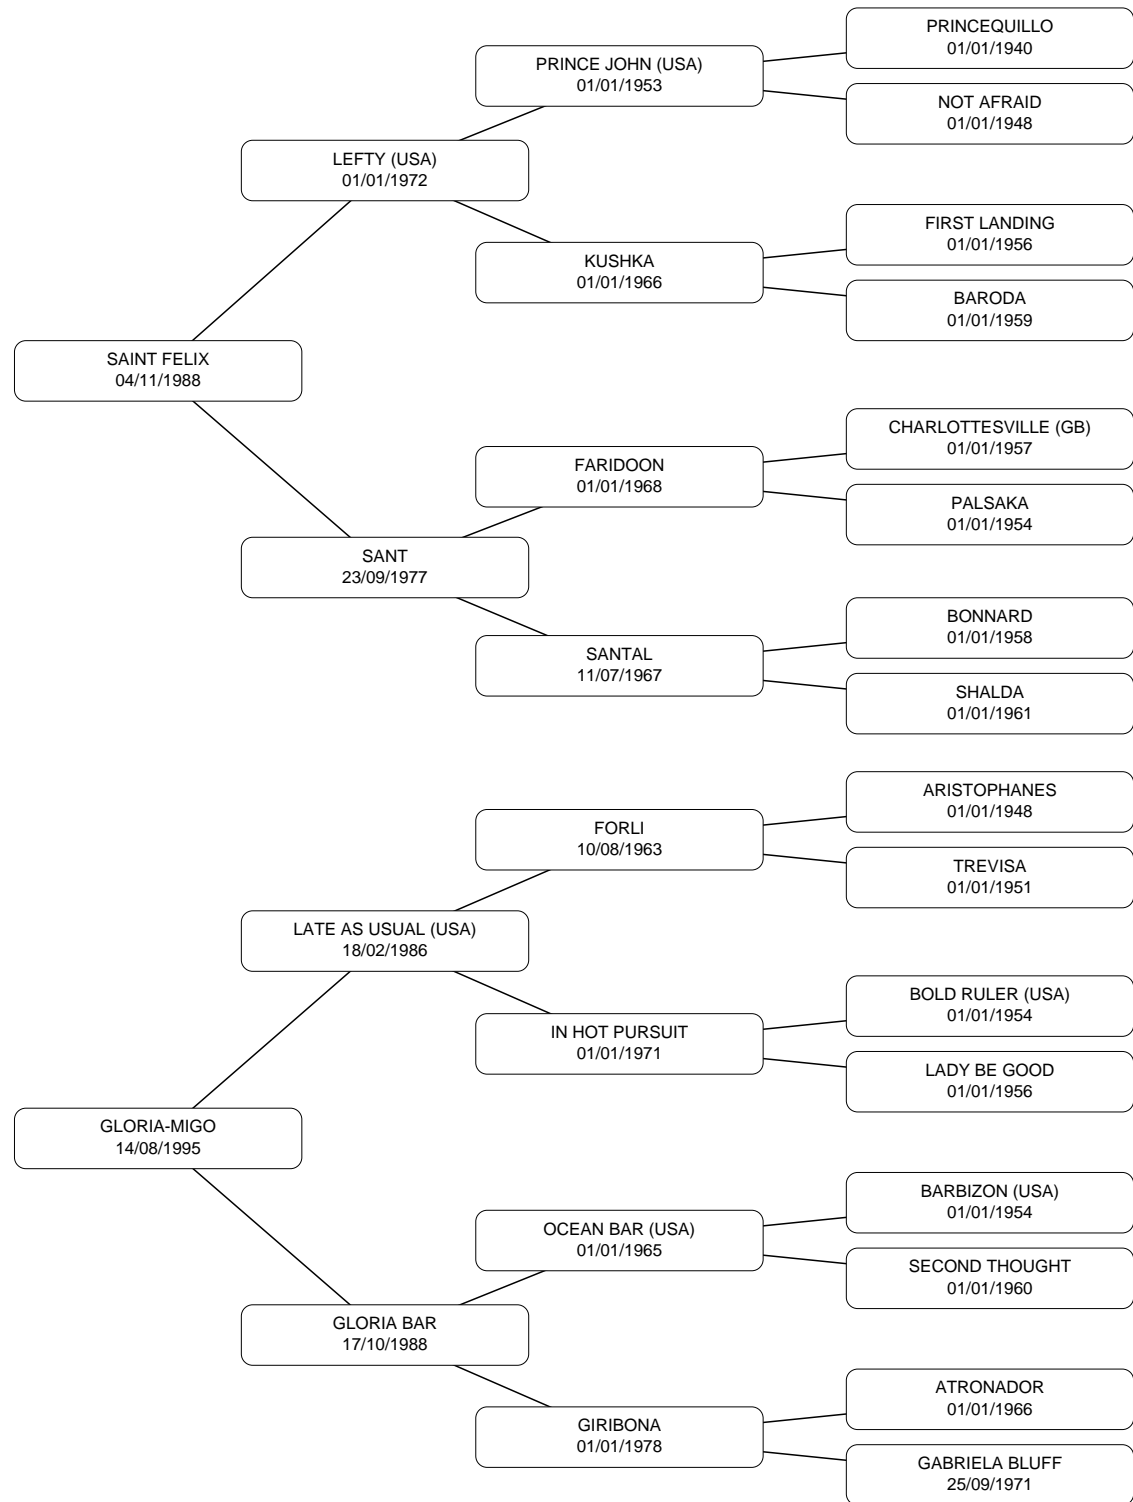 PRINCEQUILLO
01/01/1940
PRINCE JOHN (USA)
01/01/1953
NOT AFRAID
01/01/1948
LEFTY (USA)
01/01/1972
FIRST LANDING
01/01/1956
KUSHKA
01/01/1966
BARODA
01/01/1959
SAINT FELIX
04/11/1988
CHARLOTTESVILLE (GB)
01/01/1957
FARIDOON
01/01/1968
PALSAKA
01/01/1954
SANT
23/09/1977
BONNARD
01/01/1958
SANTAL
11/07/1967
SHALDA
01/01/1961
ARISTOPHANES
01/01/1948
FORLI
10/08/1963
TREVISA
01/01/1951
LATE AS USUAL (USA)
18/02/1986
BOLD RULER (USA)
01/01/1954
IN HOT PURSUIT
01/01/1971
LADY BE GOOD
01/01/1956
GLORIA-MIGO
14/08/1995
BARBIZON (USA)
01/01/1954
OCEAN BAR (USA)
01/01/1965
SECOND THOUGHT
01/01/1960
GLORIA BAR
17/10/1988
ATRONADOR
01/01/1966
GIRIBONA
01/01/1978
GABRIELA BLUFF
25/09/1971